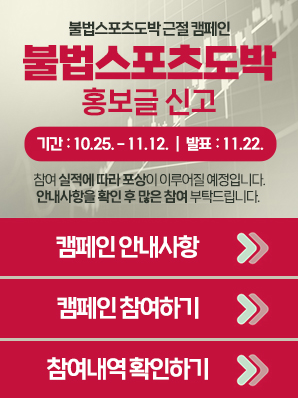 불법스포츠도박 근절 캠페인
불법스포츠도박
홍보글 신고
기간 : 10.25. - 11.12. | 발표 : 11.22.
참여 실적에 따라 포상이 이루어질 예정입니다.
안내사항을 확인 후 많은 참여 부탁드립니다.
캠페인 안내사항
캠페인 참여하기
참여내역 확인하기